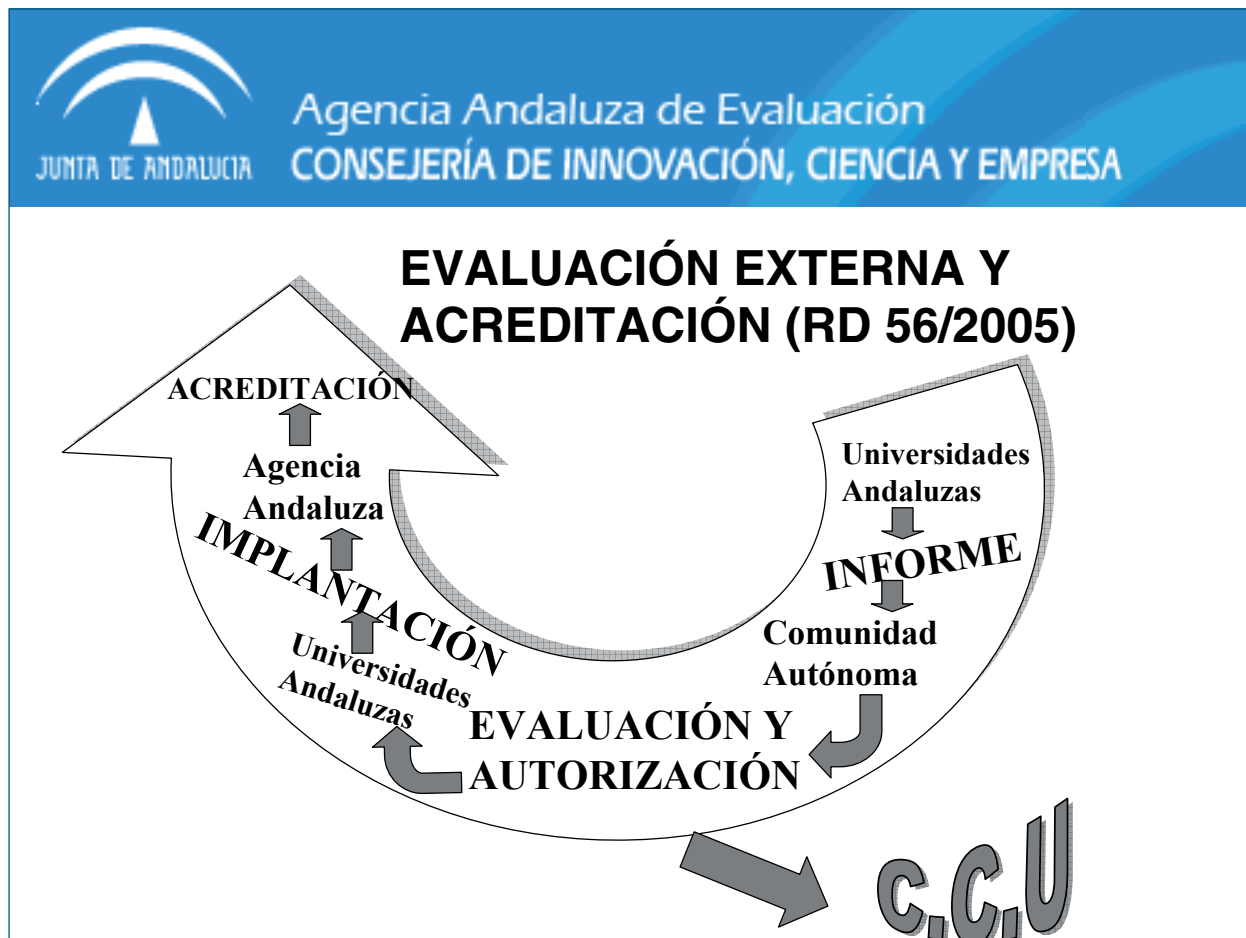 JUNTA DE ANDALUCIA
Agencia Andaluza de Evaluación
CONSEJERÍA DE INNOVACIÓN, CIENCIA Y EMPRESA
EVALUACIÓN EXTERNA Y
ACREDITACIÓN (RD 56/2005)
Universidades
Andaluzas
INFORME
Comunidad
Autónoma
EVALUACIÓN Y
AUTORIZACIÓN
Universidades
Andaluzas
IMPLANTACIÓN
Agencia
Andaluza
ACREDITACIÓN
C.C.U